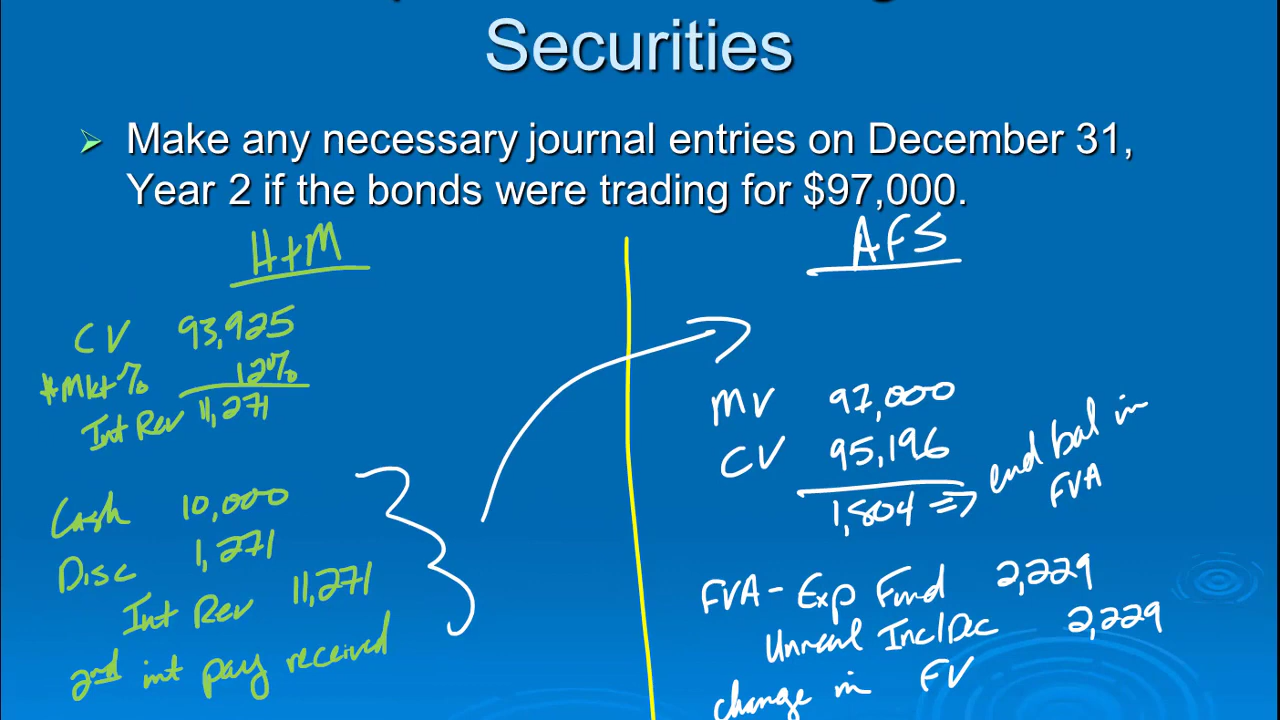 Securities
Make any necessary journal entries on December 31,
Year 2 if the bonds were trading for $97,000.
HtM
CV 93,925
#Mkt% 12%
Int Rev 11,271
Cash 10,000
Disc 1,271
Int Rev 11,271
2nd int pay received
AFS
MV 97,000
CV 95,196
1,804 => end bal in
FVA
FVA - Exp Fund 2,229
Unreal Inc/Dec 2,229
change in FV